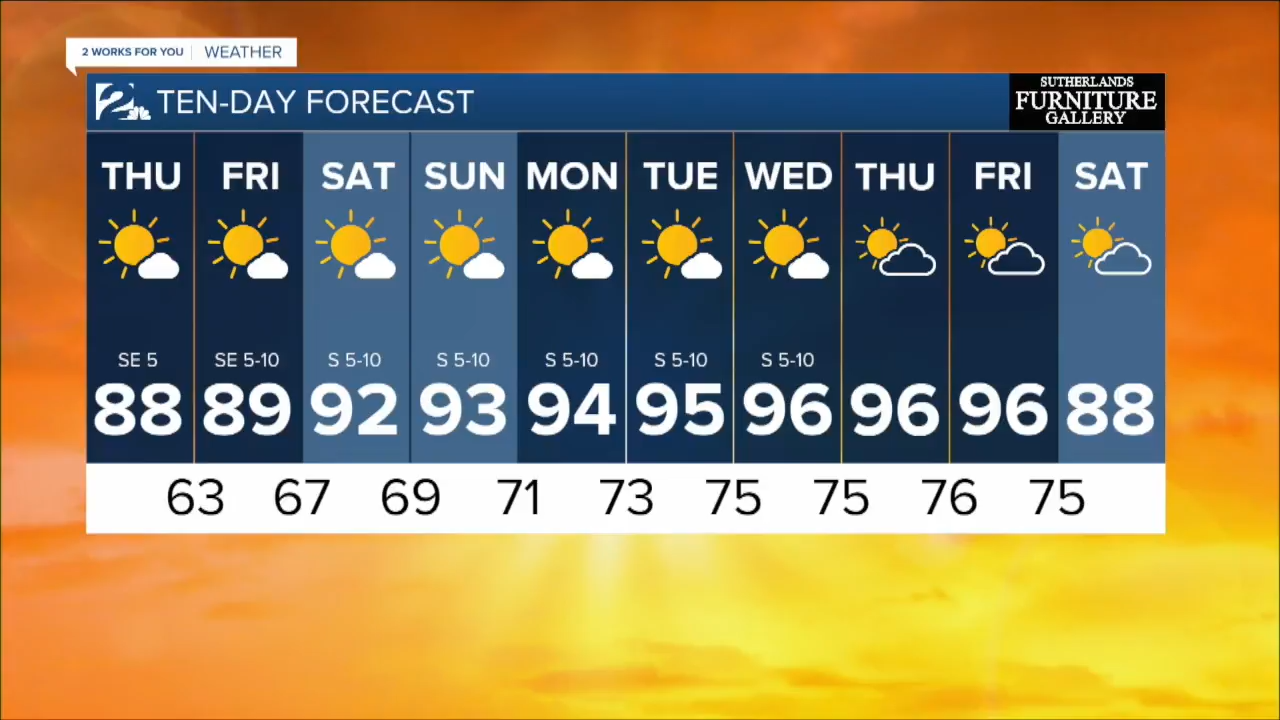 2 WORKS FOR YOU | WEATHER
2 TEN-DAY FORECAST
SUTHERLANDS
FURNITURE
GALLERY
THU FRI SAT SUN MON TUE WED THU FRI SAT
SE 5 SE 5-10 S 5-10 S 5-10 S 5-10 S 5-10 S 5-10
88 89 92 93 94 95 96 96 96 88
63 67 69 71 73 75 75 76 75